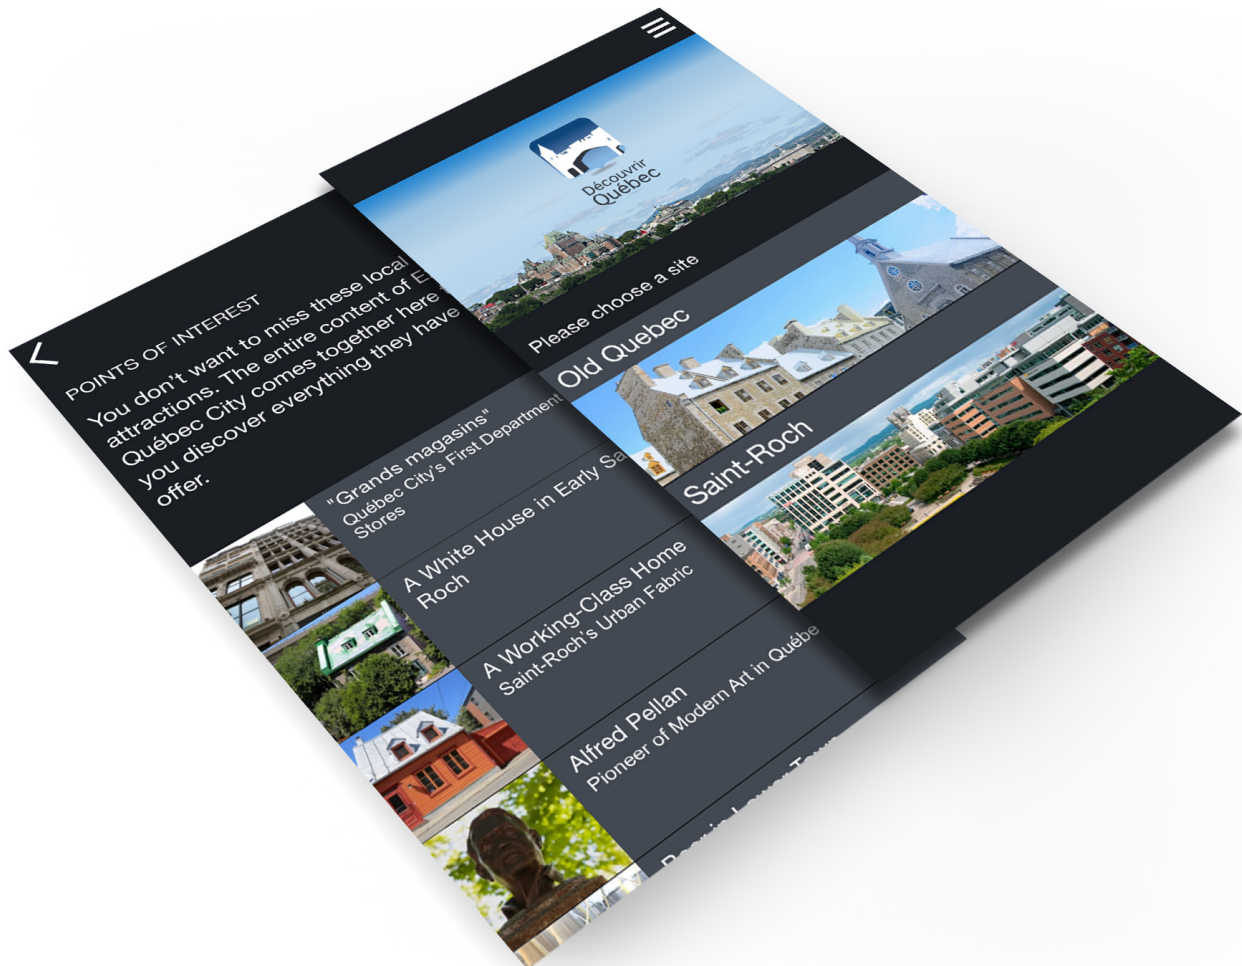 POINTS OF INTEREST
You don't want to miss these local
attractions. The entire content of
Québec City comes together here
you discover everything they have
offer.
"Grands magasins"
Québec City's First Department
Stores
A White House in Early
Roch
A Working-Class Home
Saint-Roch's Urban Fabric
Alfred Pellan
Pioneer of Modern Art in
Découvrir
Québec
Please choose a site
Old Quebec
Saint-Roch